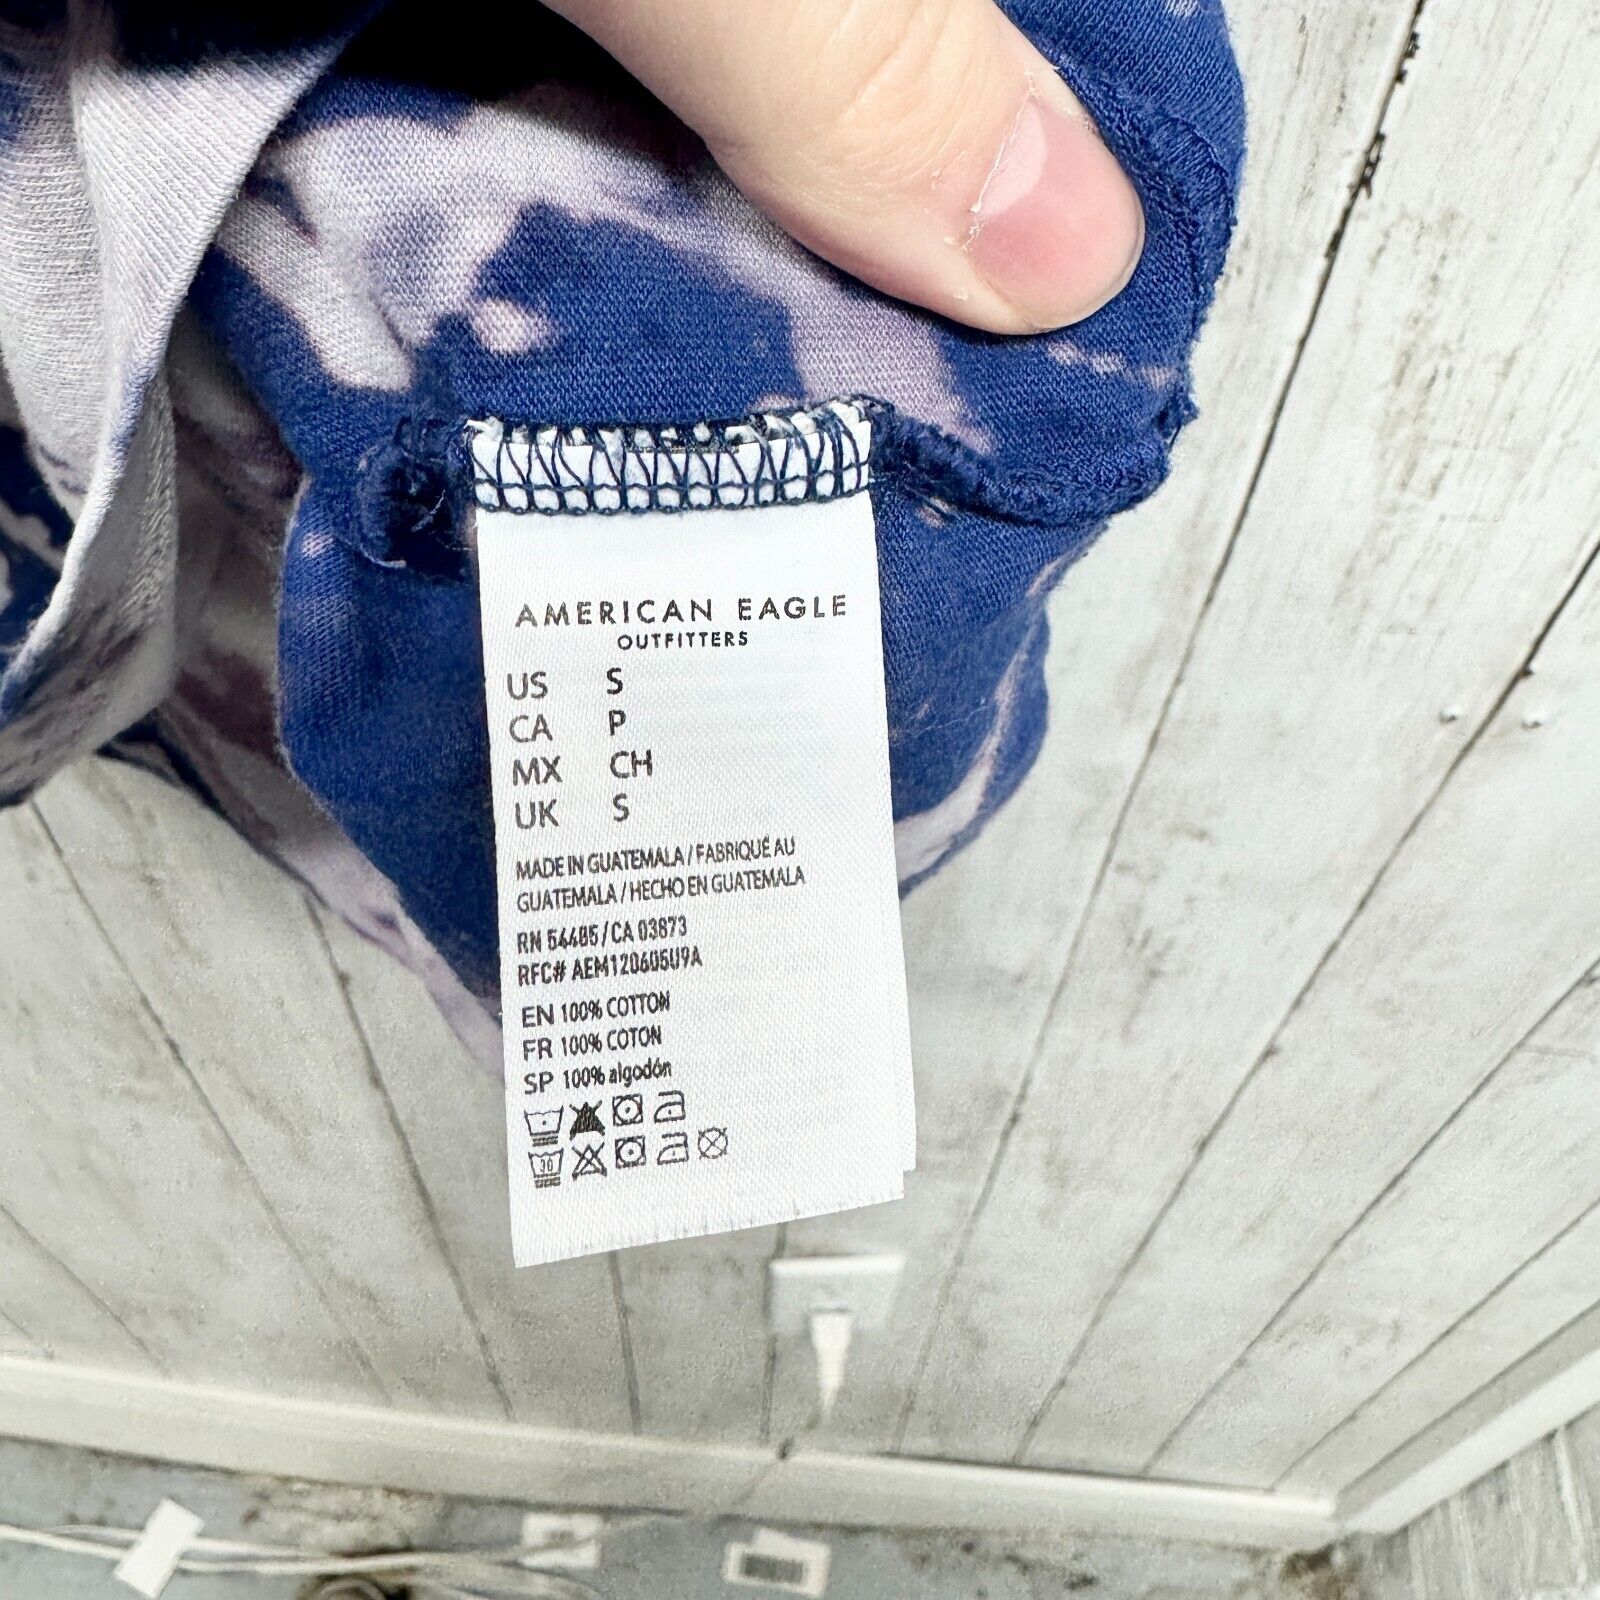 AMERICAN EAGLE
OUTFITTERS
US S
CA P
MX CH
UK S
MADE IN GUATEMALA / FABRIQUÉ AU
GUATEMALA / HECHO EN GUATEMALA
RN 54485 / CA 03873
RFC# AEM120605U9A
EN 100% COTTON
FR 100% COTON
SP 100% algodón
30